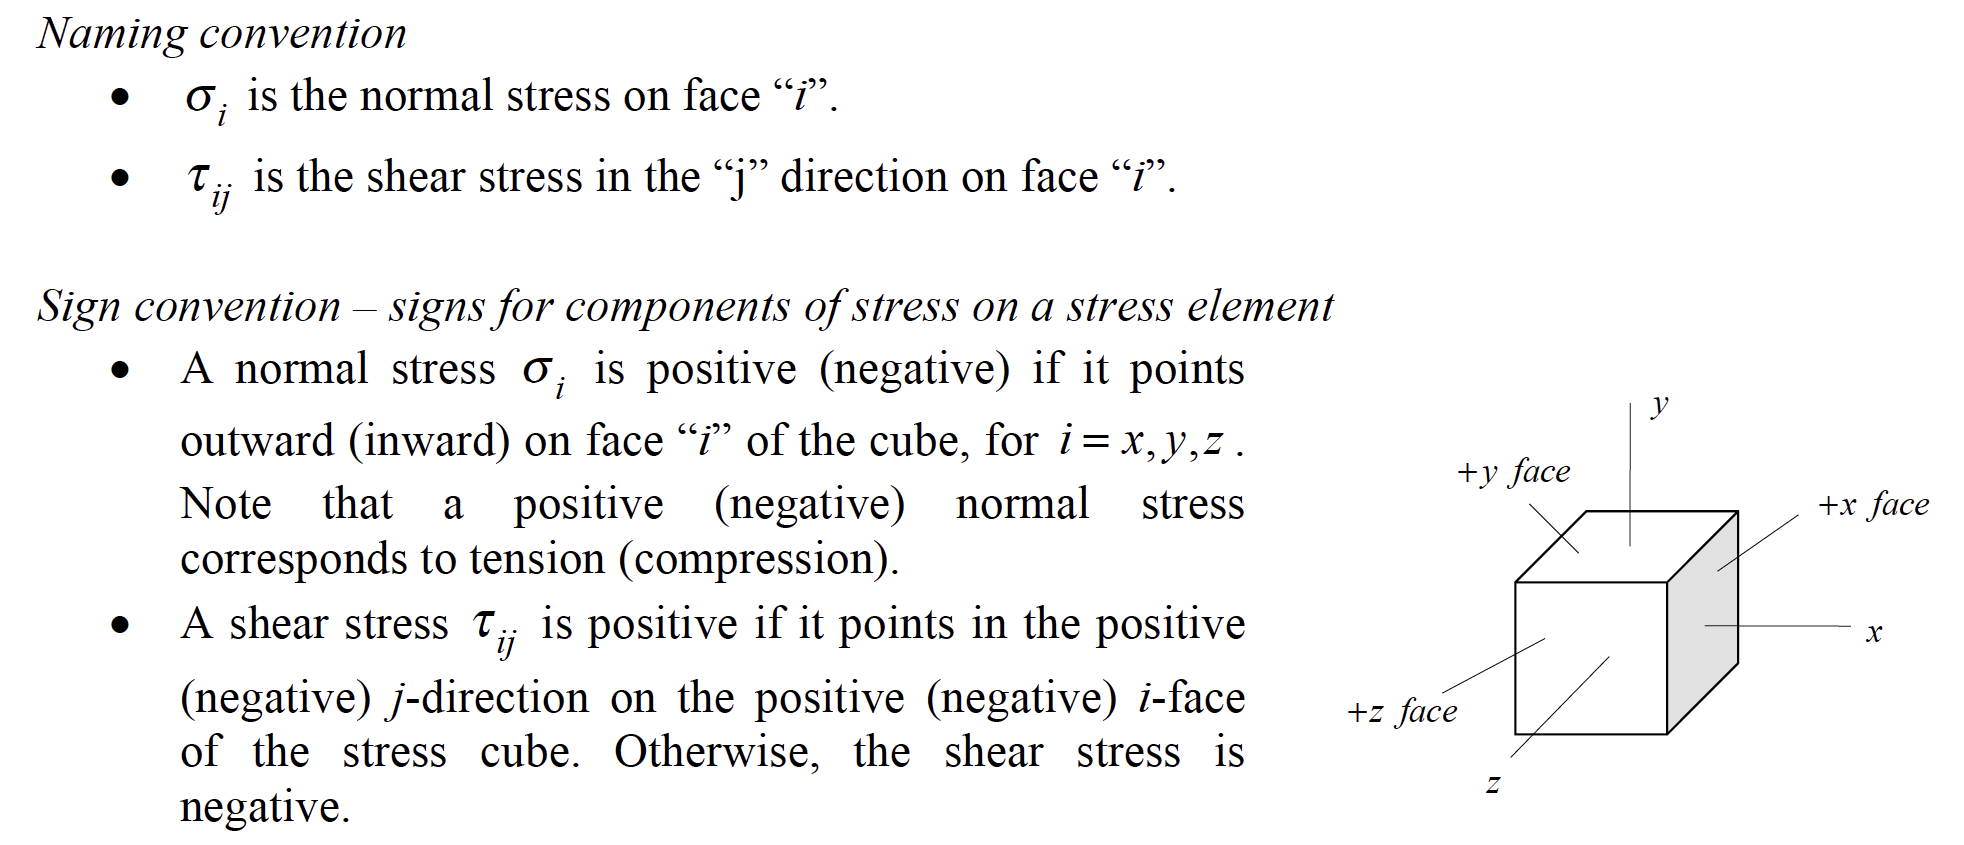 Naming convention
• σ_i is the normal stress on face “i”.
• τ_ij is the shear stress in the “j” direction on face “i”.
Sign convention – signs for components of stress on a stress element
• A normal stress σ_i is positive (negative) if it points
outward (inward) on face “i” of the cube, for i = x, y, z .
Note that a positive (negative) normal stress
corresponds to tension (compression).
• A shear stress τ_ij is positive if it points in the positive
(negative) j-direction on the positive (negative) i-face
of the stress cube. Otherwise, the shear stress is
negative.
y
+y face
+x face
x
+z face
z